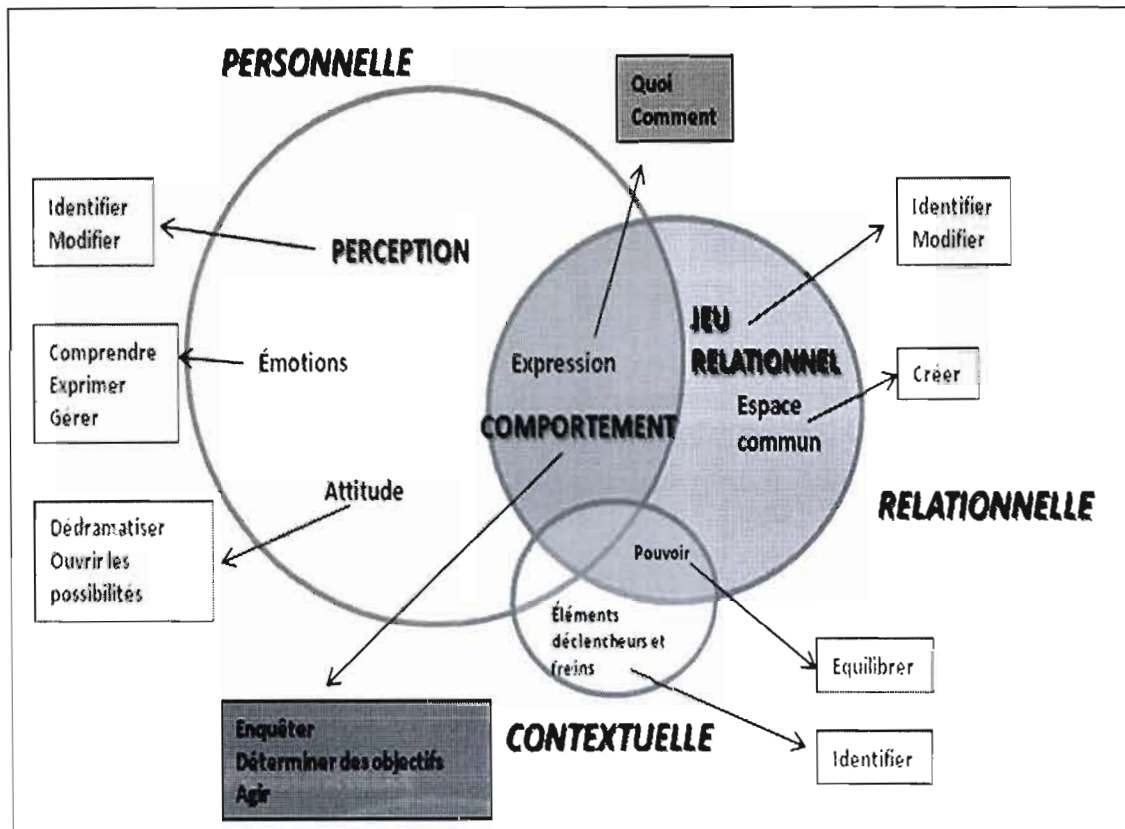 PERSONNELLE
Quoi
Comment
Identifier
Modifier
PERCEPTION
Identifier
Modifier
JEU
RELATIONNEL
Comprendre
Exprimer
Gérer
Émotions
Expression
Créer
Espace
commun
COMPORTEMENT
Attitude
RELATIONNELLE
Dédramatiser
Ouvrir les
possibilités
Pouvoir
Éléments
déclencheurs et
freins
Equilibrer
Enquêter
Déterminer des objectifs
Agir
CONTEXTUELLE
Identifier